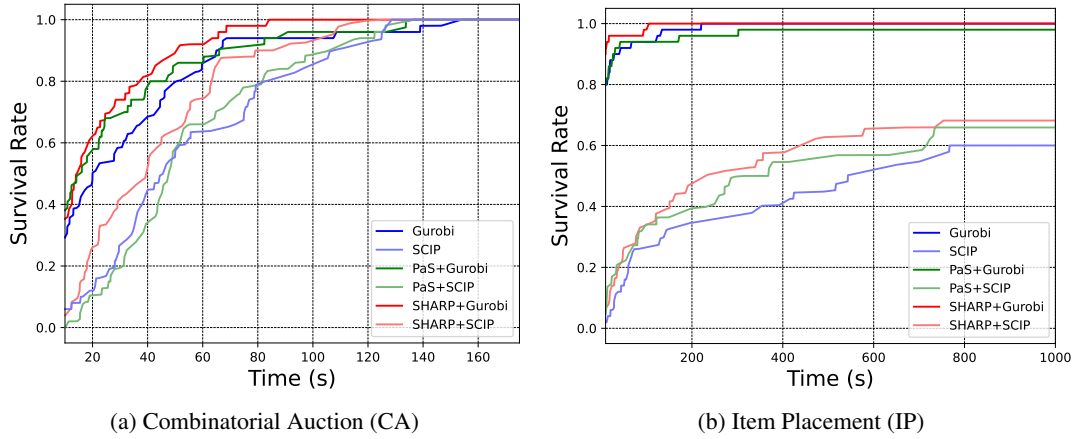 Survival Rate
1.0
0.8
0.6
0.4
0.2
0.0
20 40 60 80 100 120 140 160
Time (s)
Gurobi
SCIP
PaS+Gurobi
PaS+SCIP
SHARP+Gurobi
SHARP+SCIP
(a) Combinatorial Auction (CA)
Survival Rate
1.0
0.8
0.6
0.4
0.2
0.0
200 400 600 800 1000
Time (s)
Gurobi
SCIP
PaS+Gurobi
PaS+SCIP
SHARP+Gurobi
SHARP+SCIP
(b) Item Placement (IP)